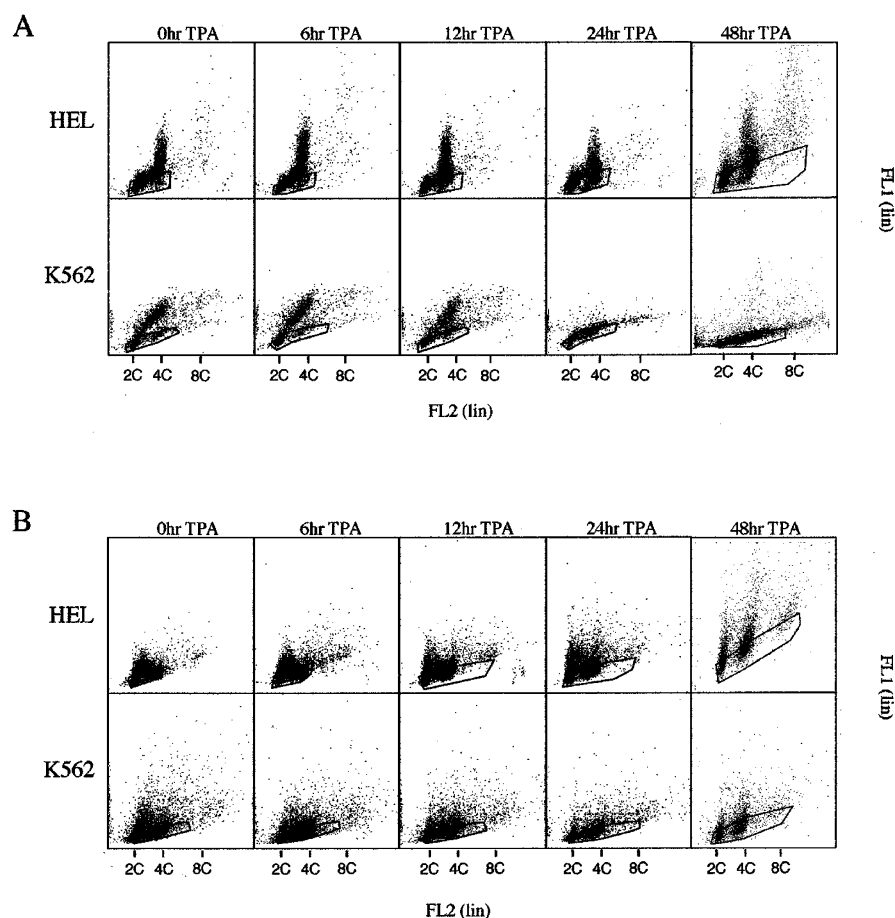 A
0hr TPA 6hr TPA 12hr TPA 24hr TPA 48hr TPA
HEL
FL1 (lin)
K562
2C 4C 8C 2C 4C 8C 2C 4C 8C 2C 4C 8C 2C 4C 8C
FL2 (lin)
B
0hr TPA 6hr TPA 12hr TPA 24hr TPA 48hr TPA
HEL
FL1 (lin)
K562
2C 4C 8C 2C 4C 8C 2C 4C 8C 2C 4C 8C 2C 4C 8C
FL2 (lin)